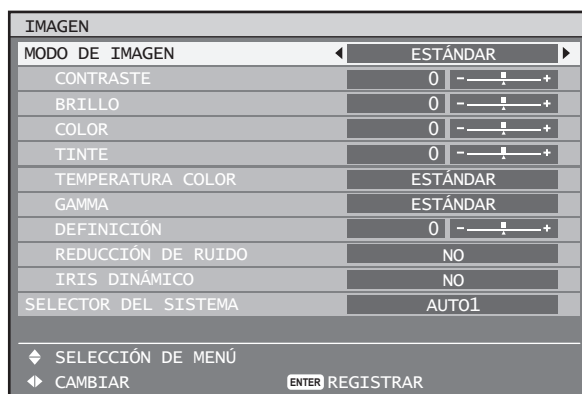 IMAGEN
MODO DE IMAGEN ESTÁNDAR
CONTRASTE 0 - +
BRILLO 0 - +
COLOR 0 - +
TINTE 0 - +
TEMPERATURA COLOR ESTÁNDAR
GAMMA ESTÁNDAR
DEFINICIÓN 0 - +
REDUCCIÓN DE RUIDO NO
IRIS DINÁMICO NO
SELECTOR DEL SISTEMA AUTO1
SELECCIÓN DE MENÚ
CAMBIAR ENTER REGISTRAR